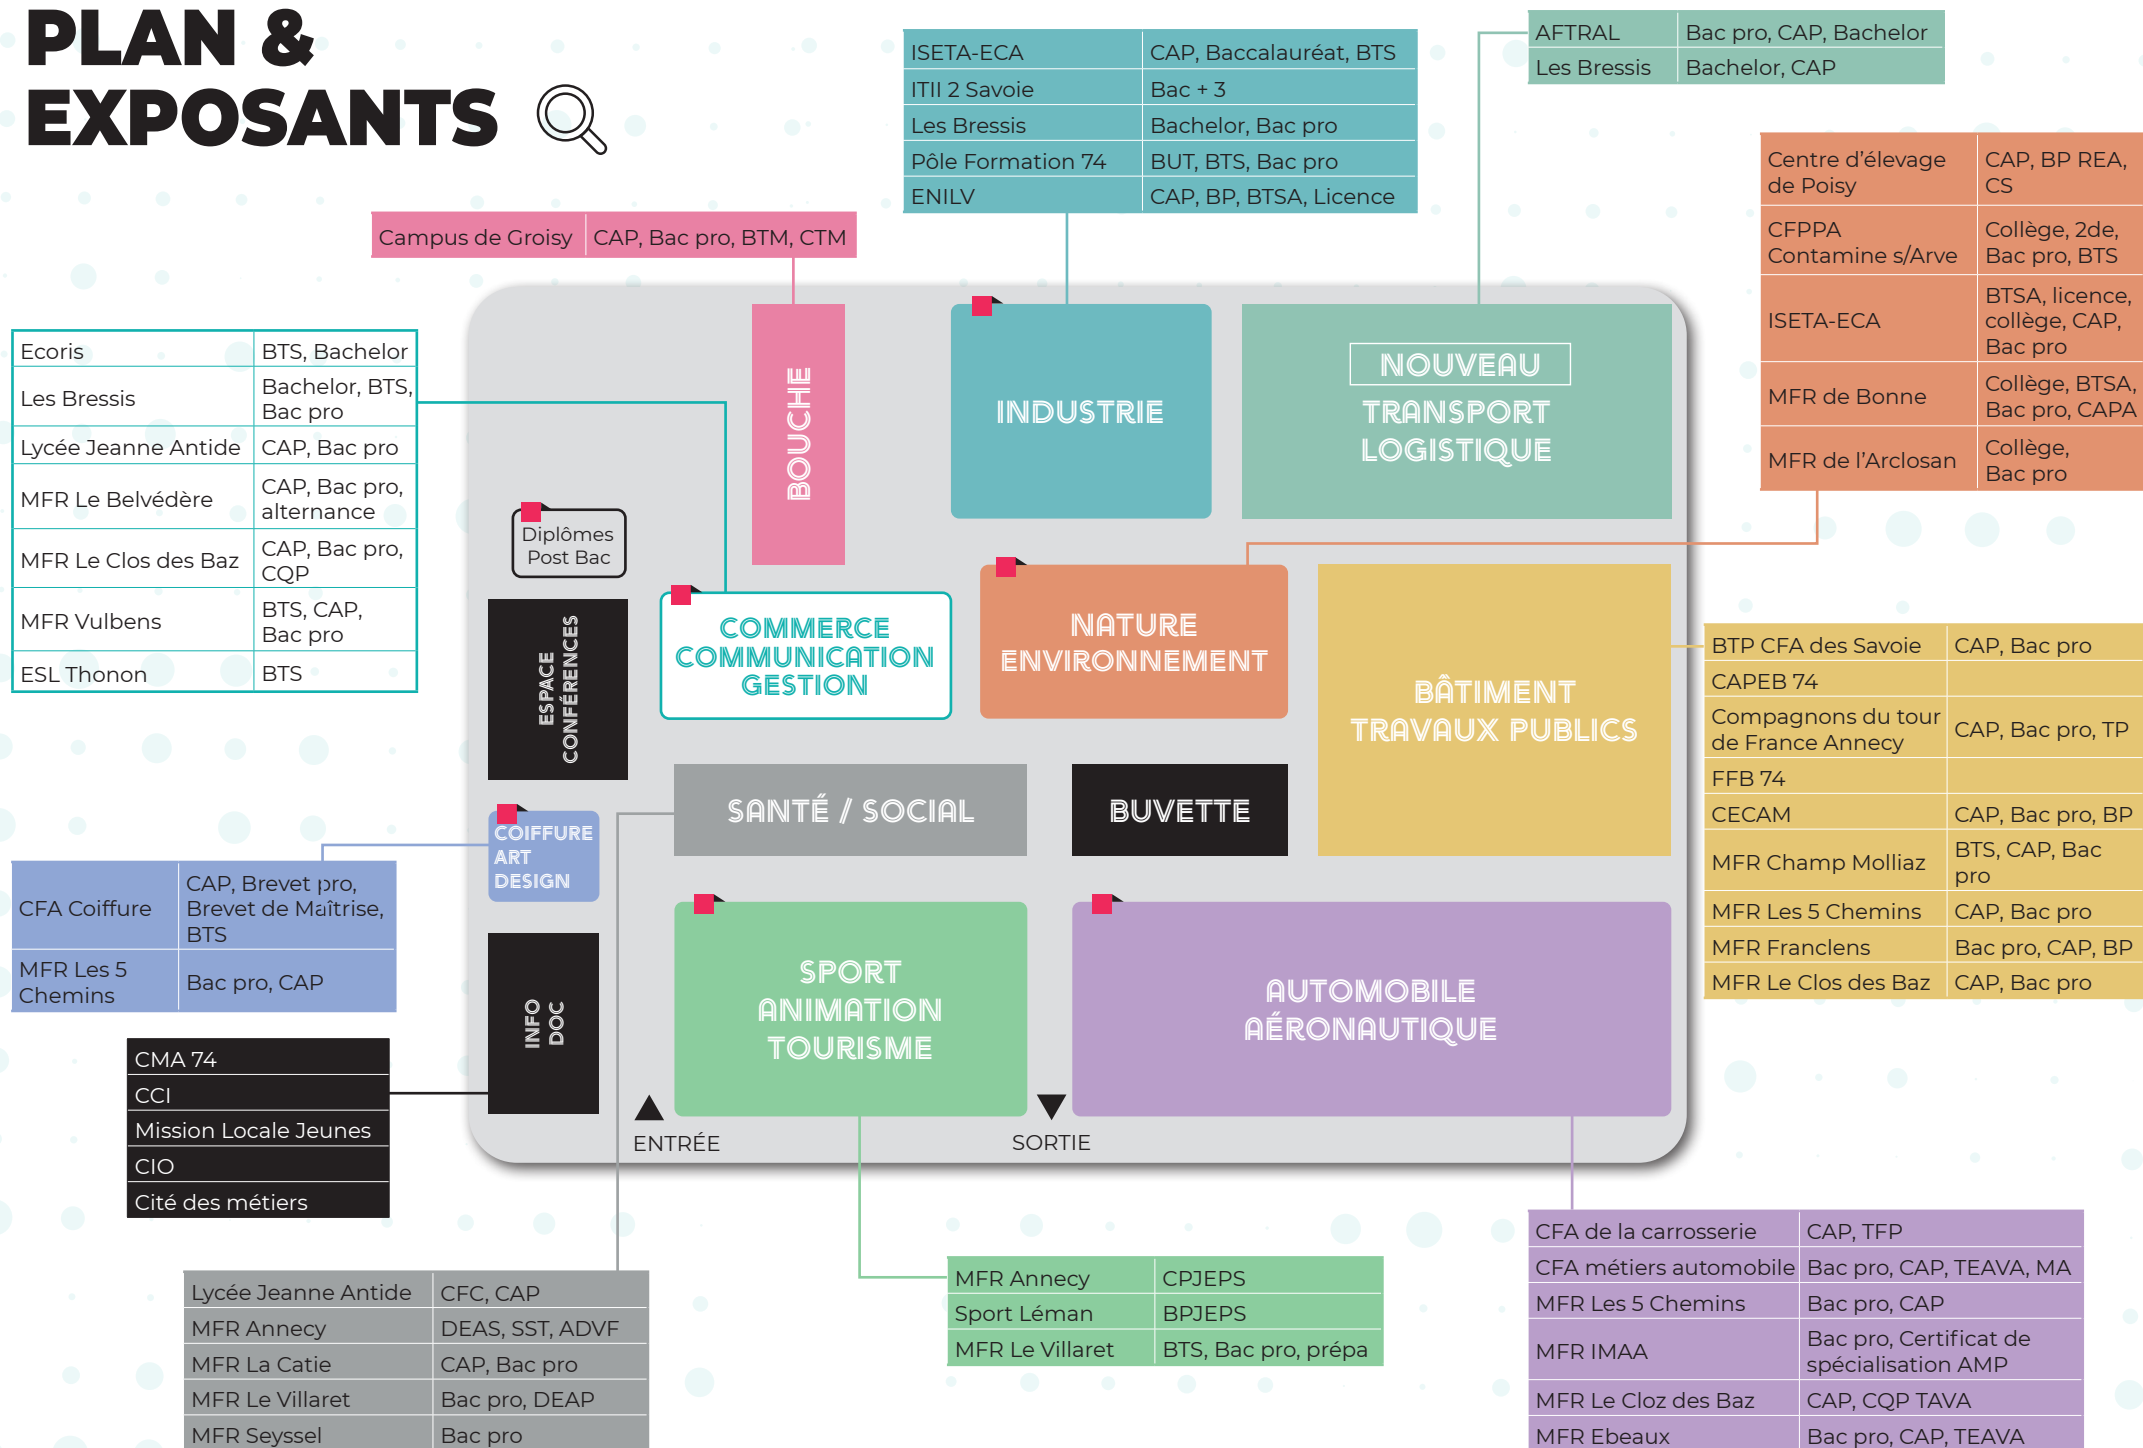 PLAN &
EXPOSANTS
ISETA-ECA CAP, Baccalauréat, BTS
ITII 2 Savoie Bac + 3
Les Bressis Bachelor, Bac pro
Pôle Formation 74 BUT, BTS, Bac pro
ENILV CAP, BP, BTSA, Licence
AFTRAL Bac pro, CAP, Bachelor
Les Bressis Bachelor, CAP
Campus de Groisy CAP, Bac pro, BTM, CTM
Centre d'élevage
de Poisy
CAP, BP REA,
CS
CFPPA
Contamine s/Arve
Collège, 2de,
Bac pro, BTS
ISETA-ECA
BTSA, licence,
collège, CAP,
Bac pro
MFR de Bonne
Collège, BTSA,
Bac pro, CAPA
MFR de l'Arclosan
Collège,
Bac pro
Ecoris BTS, Bachelor
Les Bressis
Bachelor, BTS,
Bac pro
Lycée Jeanne Antide CAP, Bac pro
MFR Le Belvédère
CAP, Bac pro,
alternance
MFR Le Clos des Baz
CAP, Bac pro,
CQP
MFR Vulbens
BTS, CAP,
Bac pro
ESL Thonon BTS
BOUCHE
INDUSTRIE
NOUVEAU
TRANSPORT
LOGISTIQUE
Diplômes
Post Bac
ESPACE
CONFÉRENCES
COMMERCE
COMMUNICATION
GESTION
NATURE
ENVIRONNEMENT
BÂTIMENT
TRAVAUX PUBLICS
SANTÉ / SOCIAL
BUVETTE
COIFFURE
ART
DESIGN
INFO
DOC
SPORT
ANIMATION
TOURISME
AUTOMOBILE
AÉRONAUTIQUE
ENTRÉE
SORTIE
BTP CFA des Savoie CAP, Bac pro
CAPEB 74
Compagnons du tour
de France Annecy
CAP, Bac pro, TP
FFB 74
CECAM CAP, Bac pro, BP
MFR Champ Molliaz
BTS, CAP, Bac
pro
MFR Les 5 Chemins CAP, Bac pro
MFR Franclens Bac pro, CAP, BP
MFR Le Clos des Baz CAP, Bac pro
CFA Coiffure
CAP, Brevet pro,
Brevet de Maîtrise,
BTS
MFR Les 5
Chemins
Bac pro, CAP
CMA 74
CCI
Mission Locale Jeunes
CIO
Cité des métiers
Lycée Jeanne Antide CFC, CAP
MFR Annecy DEAS, SST, ADVF
MFR La Catie CAP, Bac pro
MFR Le Villaret Bac pro, DEAP
MFR Seyssel Bac pro
MFR Annecy CPJEPS
Sport Léman BPJEPS
MFR Le Villaret BTS, Bac pro, prépa
CFA de la carrosserie CAP, TFP
CFA métiers automobile Bac pro, CAP, TEAVA, MA
MFR Les 5 Chemins Bac pro, CAP
MFR IMAA
Bac pro, Certificat de
spécialisation AMP
MFR Le Cloz des Baz CAP, CQP TAVA
MFR Ebeaux Bac pro, CAP, TEAVA